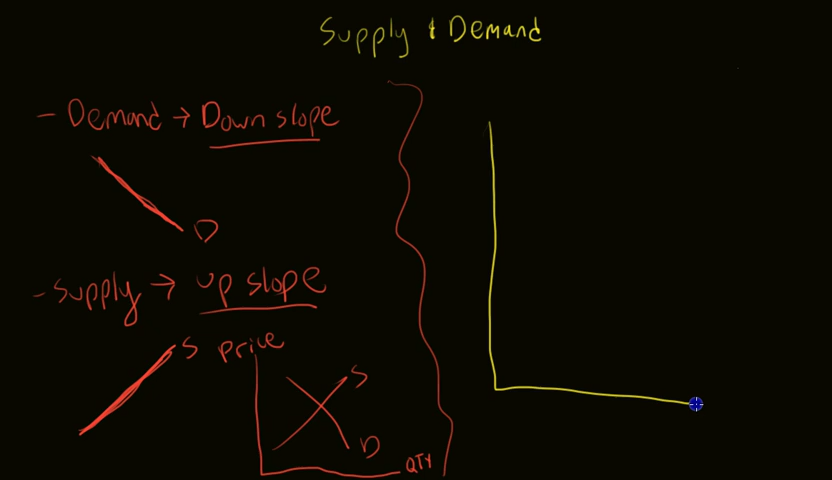 Supply & Demand
- Demand → Down slope
D
- Supply → up slope
S
price
S
D
QTY